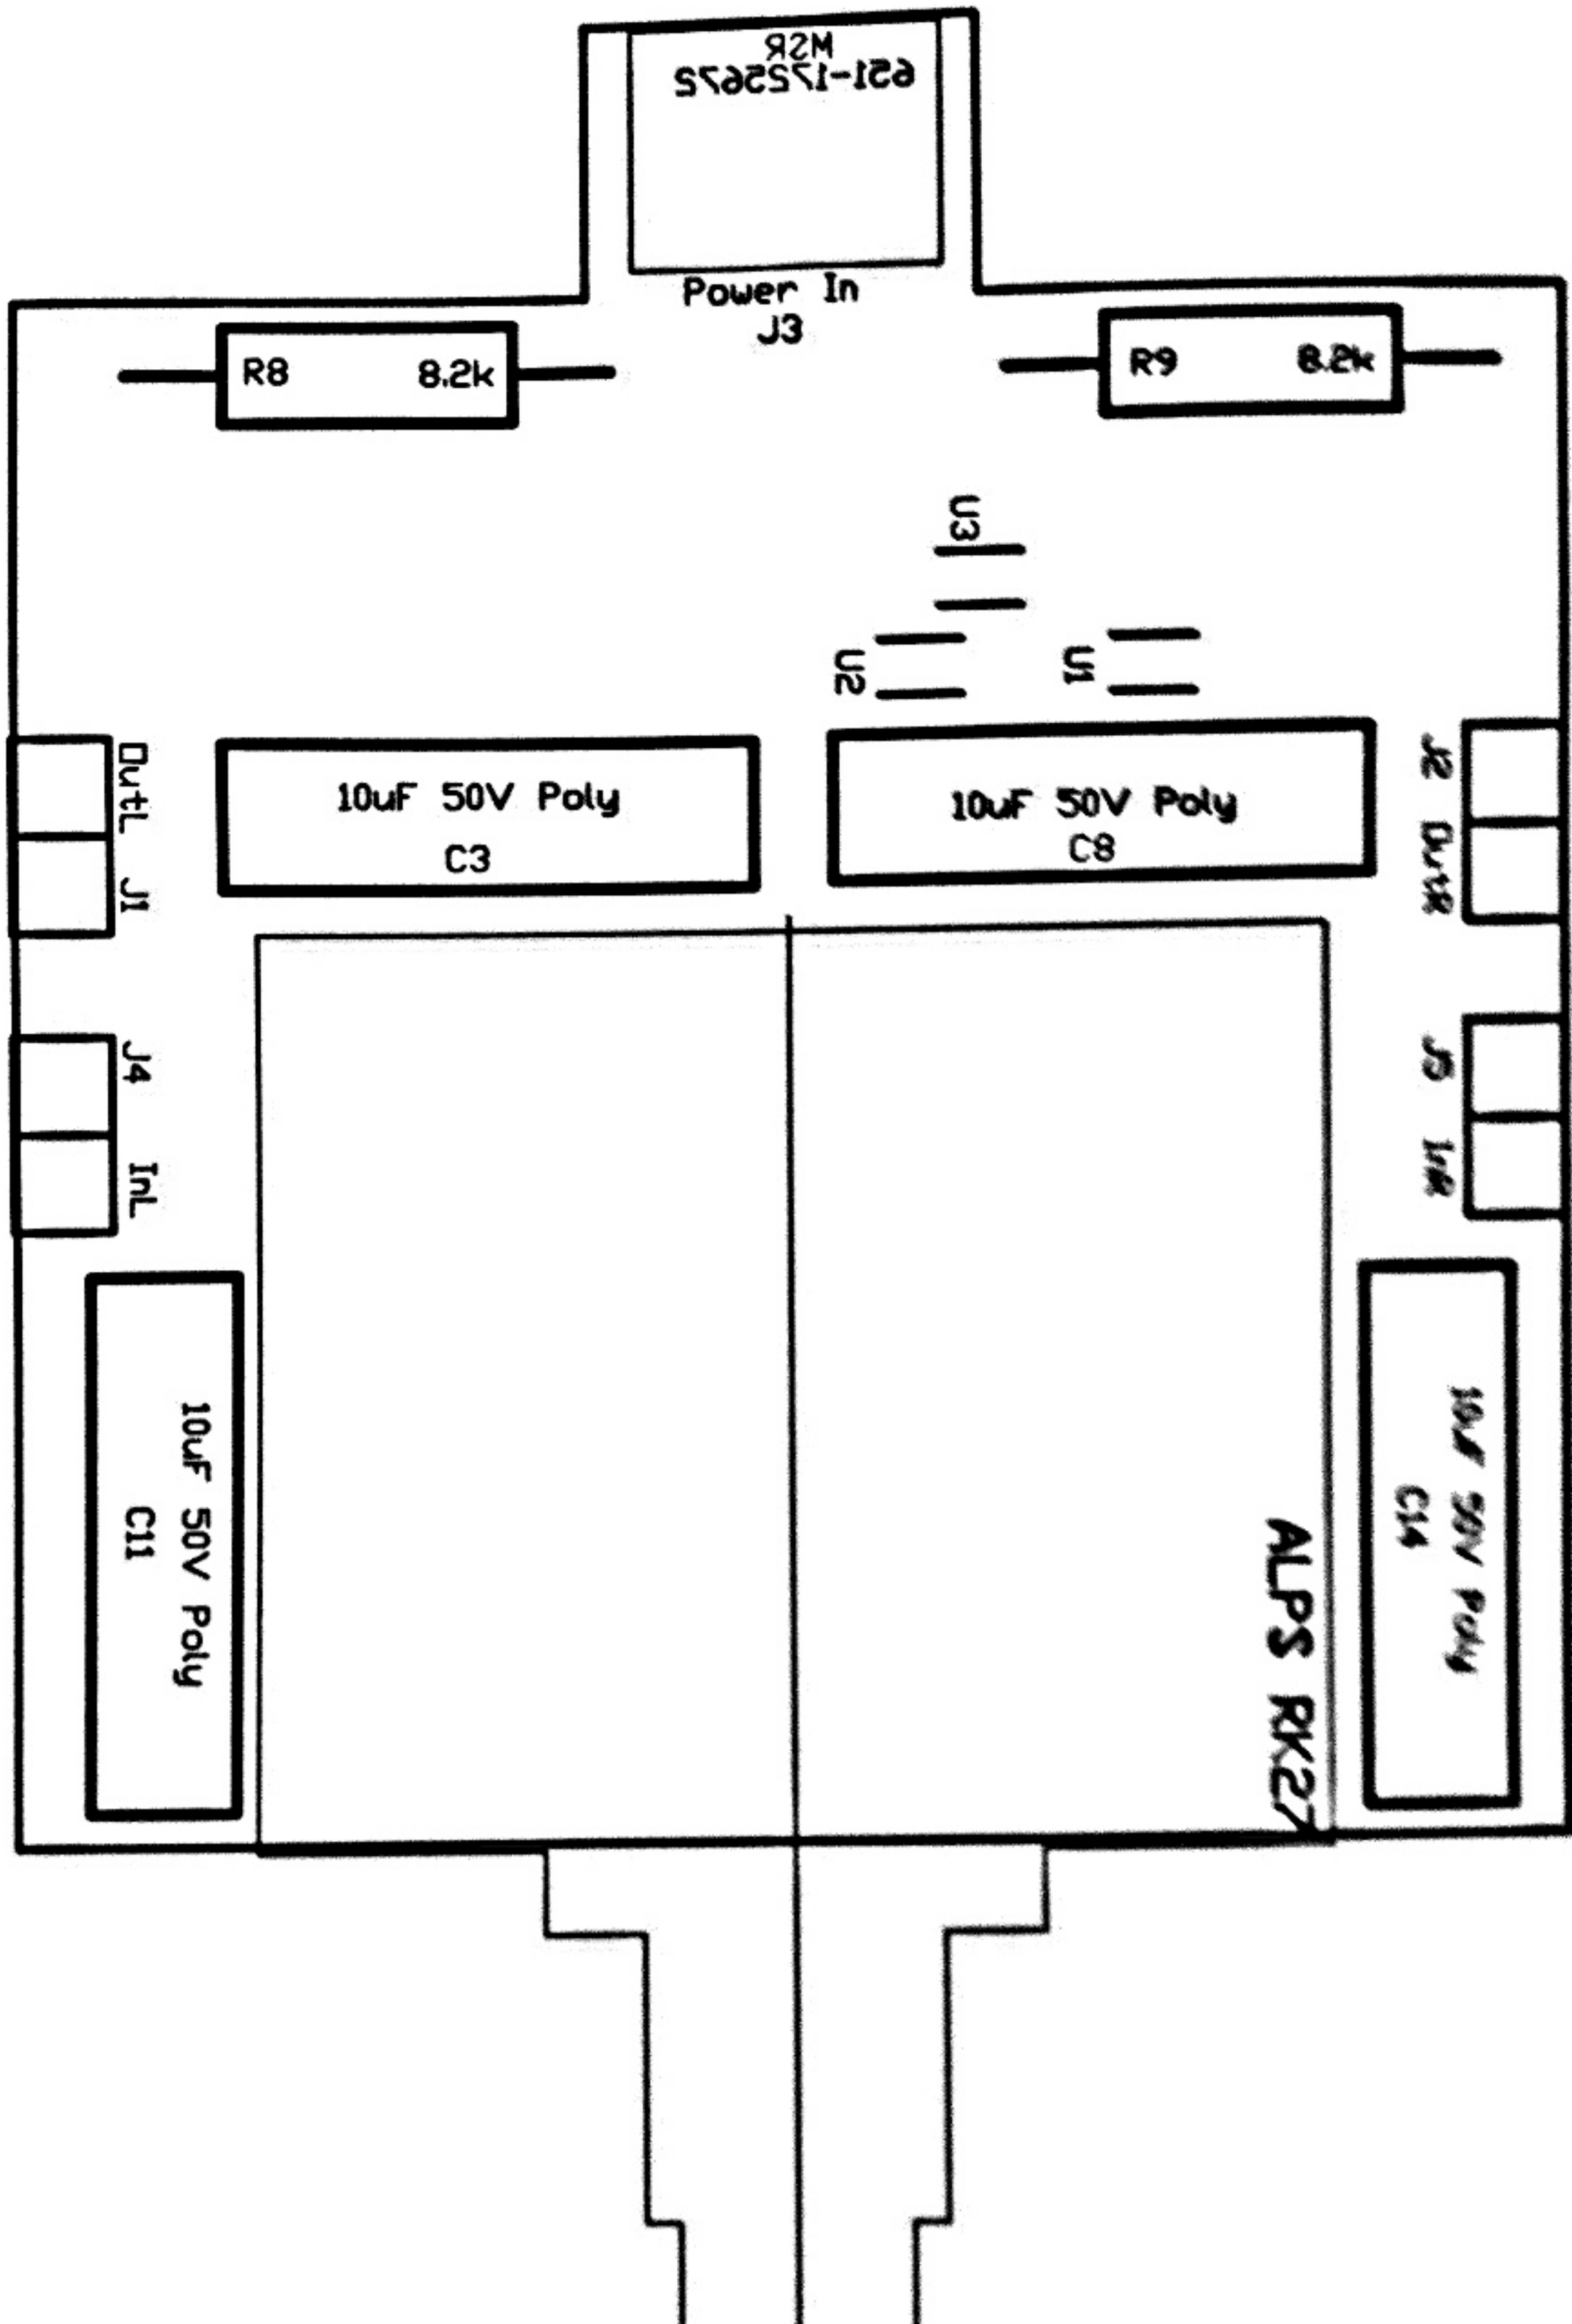 MSR
651-1725672
Power In
J3
R8 8.2k
R9 8.2k
U3
U2
U1
OutL
J1
10uF 50V Poly
C3
10uF 50V Poly
C8
J2
OutR
J4
InL
J5
InR
10uF 50V Poly
C11
ALPS RK27
10uF 50V Poly
C14